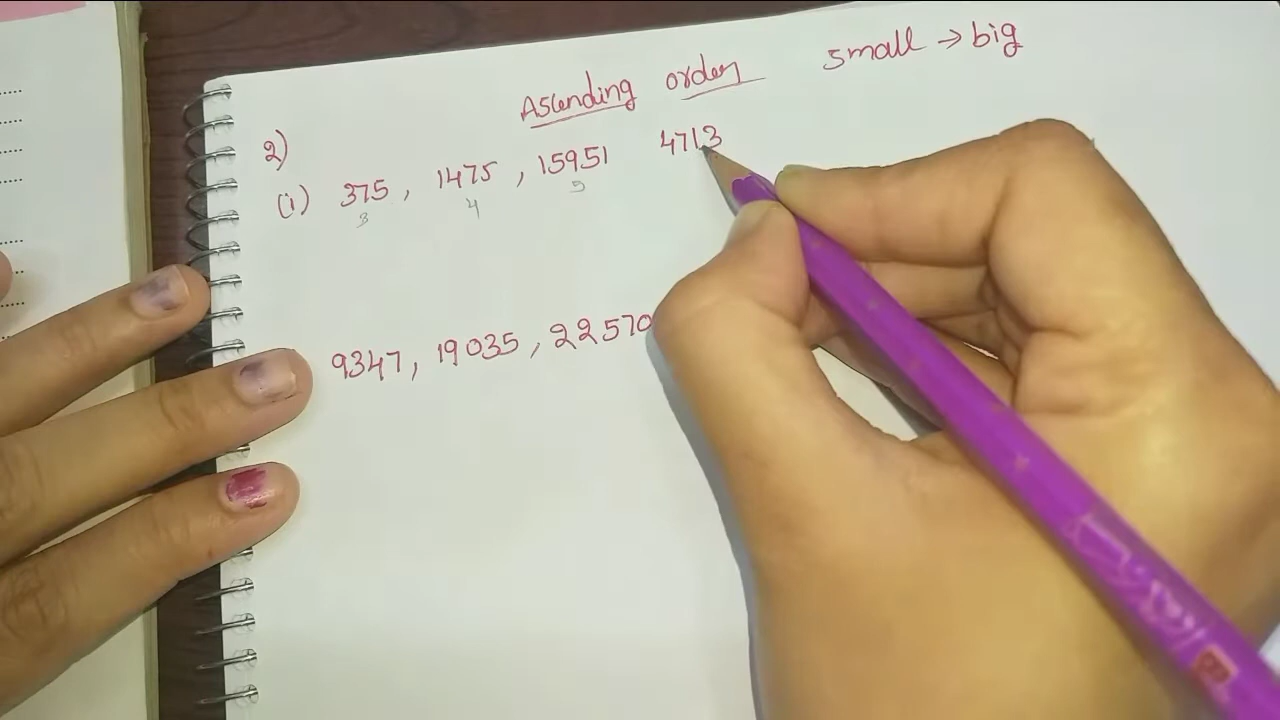 Ascending order small → big
2)
(i) 375 , 1475 , 15951 4713
3 4 5
9347, 19035 , 22570